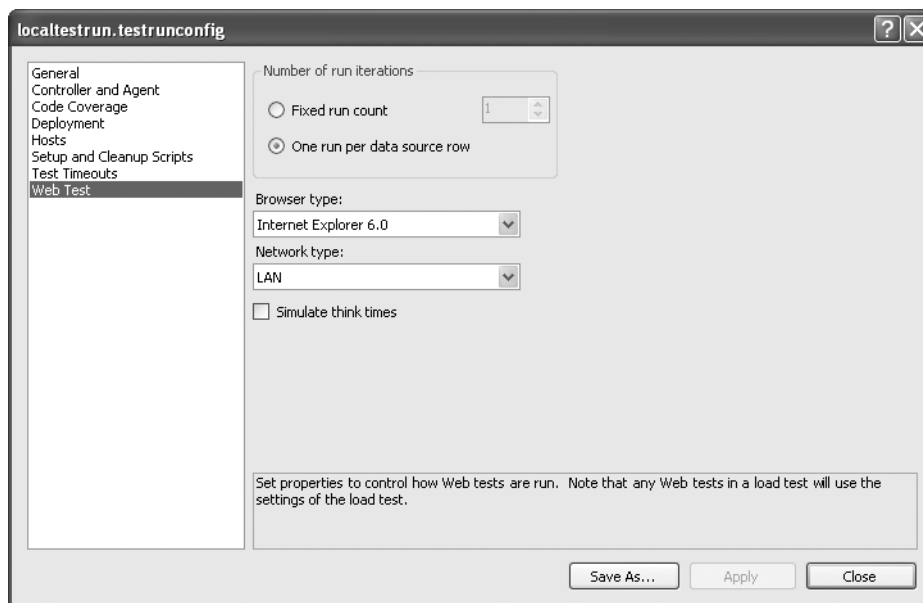 localtestrun.testrunconfig
General
Controller and Agent
Code Coverage
Deployment
Hosts
Setup and Cleanup Scripts
Test Timeouts
Web Test
Number of run iterations
Fixed run count
1
One run per data source row
Browser type:
Internet Explorer 6.0
Network type:
LAN
Simulate think times
Set properties to control how Web tests are run.  Note that any Web tests in a load test will use the
settings of the load test.
Save As...
Apply
Close